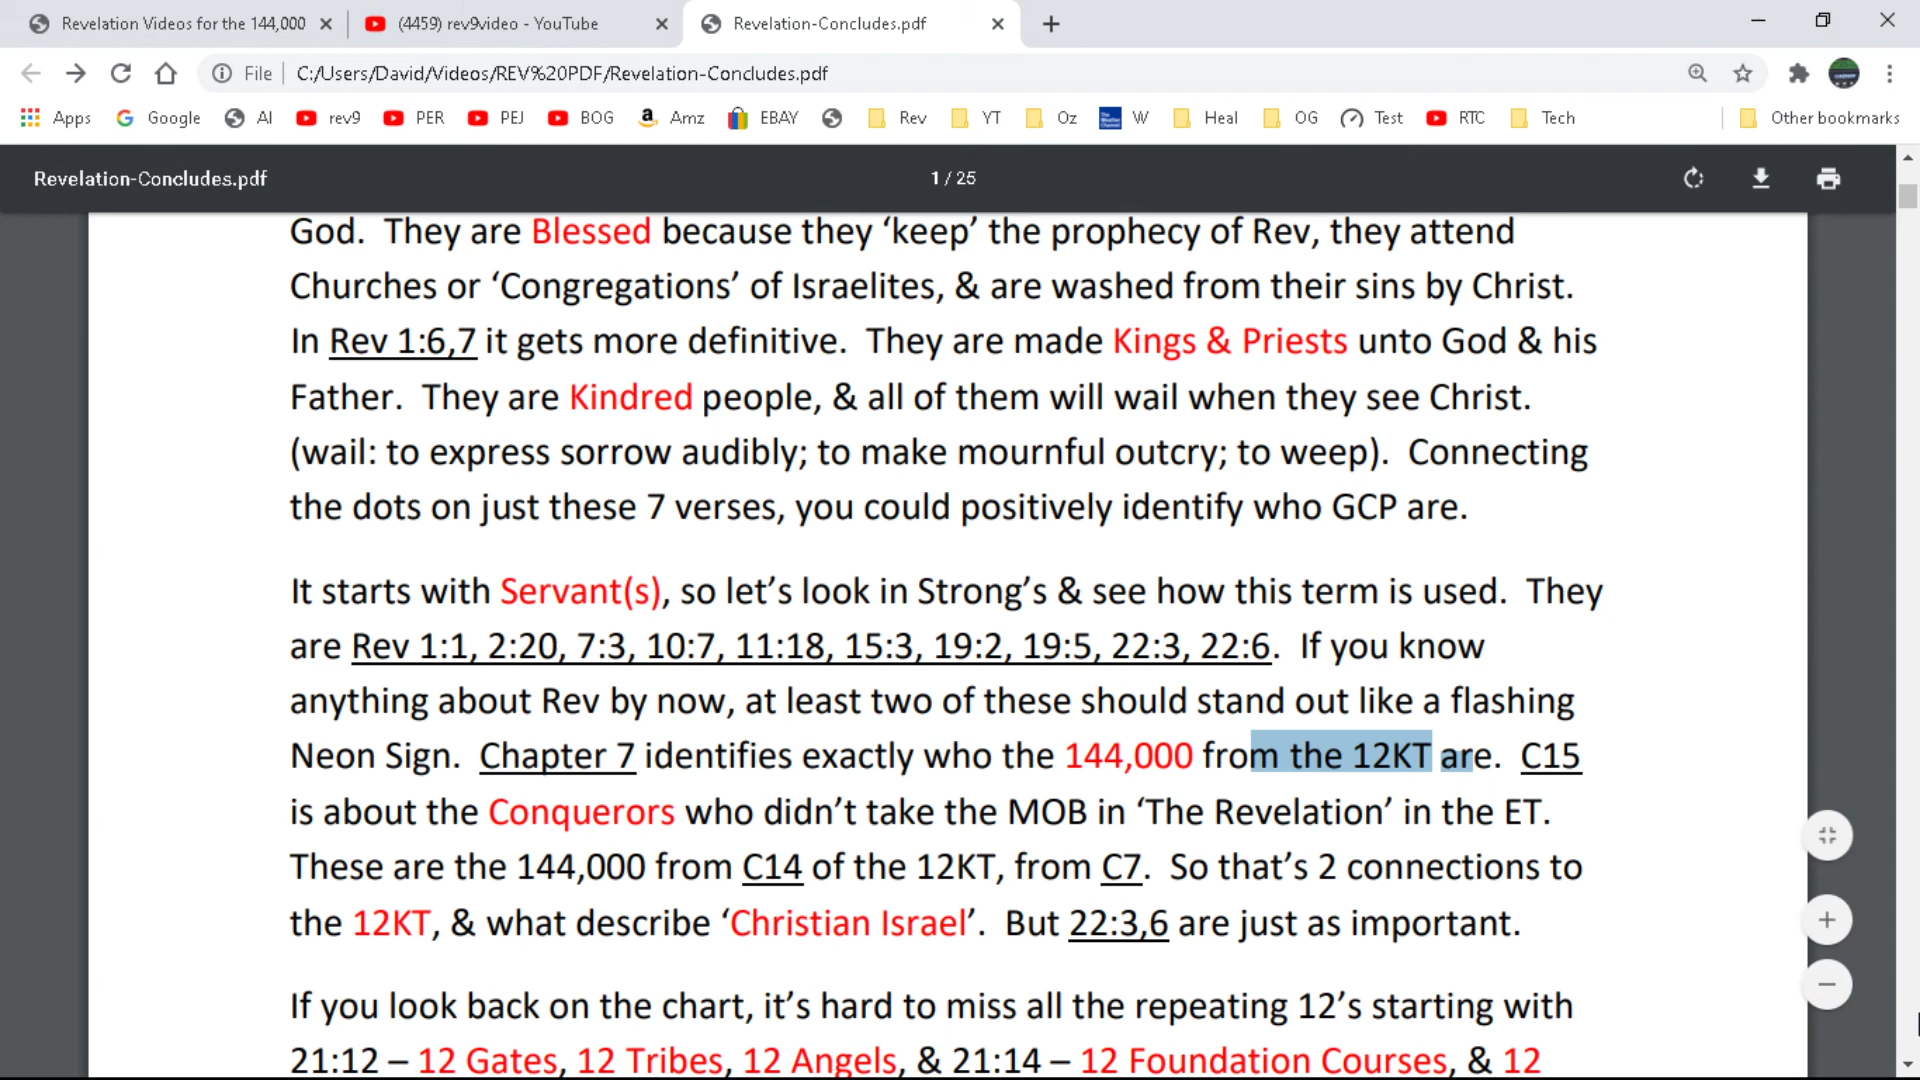 Revelation Videos for the 144,000
(4459) rev9video - YouTube
Revelation-Concludes.pdf
File C:/Users/David/Videos/REV%20PDF/Revelation-Concludes.pdf
Apps Google AI rev9 PER PEJ BOG Amz EBAY Rev YT Oz W Heal OG Test RTC Tech Other bookmarks
Revelation-Concludes.pdf 1 / 25
God. They are Blessed because they ‘keep’ the prophecy of Rev, they attend
Churches or ‘Congregations’ of Israelites, & are washed from their sins by Christ.
In Rev 1:6,7 it gets more definitive. They are made Kings & Priests unto God & his
Father. They are Kindred people, & all of them will wail when they see Christ.
(wail: to express sorrow audibly; to make mournful outcry; to weep). Connecting
the dots on just these 7 verses, you could positively identify who GCP are.
It starts with Servant(s), so let’s look in Strong’s & see how this term is used. They
are Rev 1:1, 2:20, 7:3, 10:7, 11:18, 15:3, 19:2, 19:5, 22:3, 22:6. If you know
anything about Rev by now, at least two of these should stand out like a flashing
Neon Sign. Chapter 7 identifies exactly who the 144,000 from the 12KT are. C15
is about the Conquerors who didn’t take the MOB in ‘The Revelation’ in the ET.
These are the 144,000 from C14 of the 12KT, from C7. So that’s 2 connections to
the 12KT, & what describe ‘Christian Israel’. But 22:3,6 are just as important.
If you look back on the chart, it’s hard to miss all the repeating 12’s starting with
21:12 – 12 Gates, 12 Tribes, 12 Angels, & 21:14 – 12 Foundation Courses, & 12